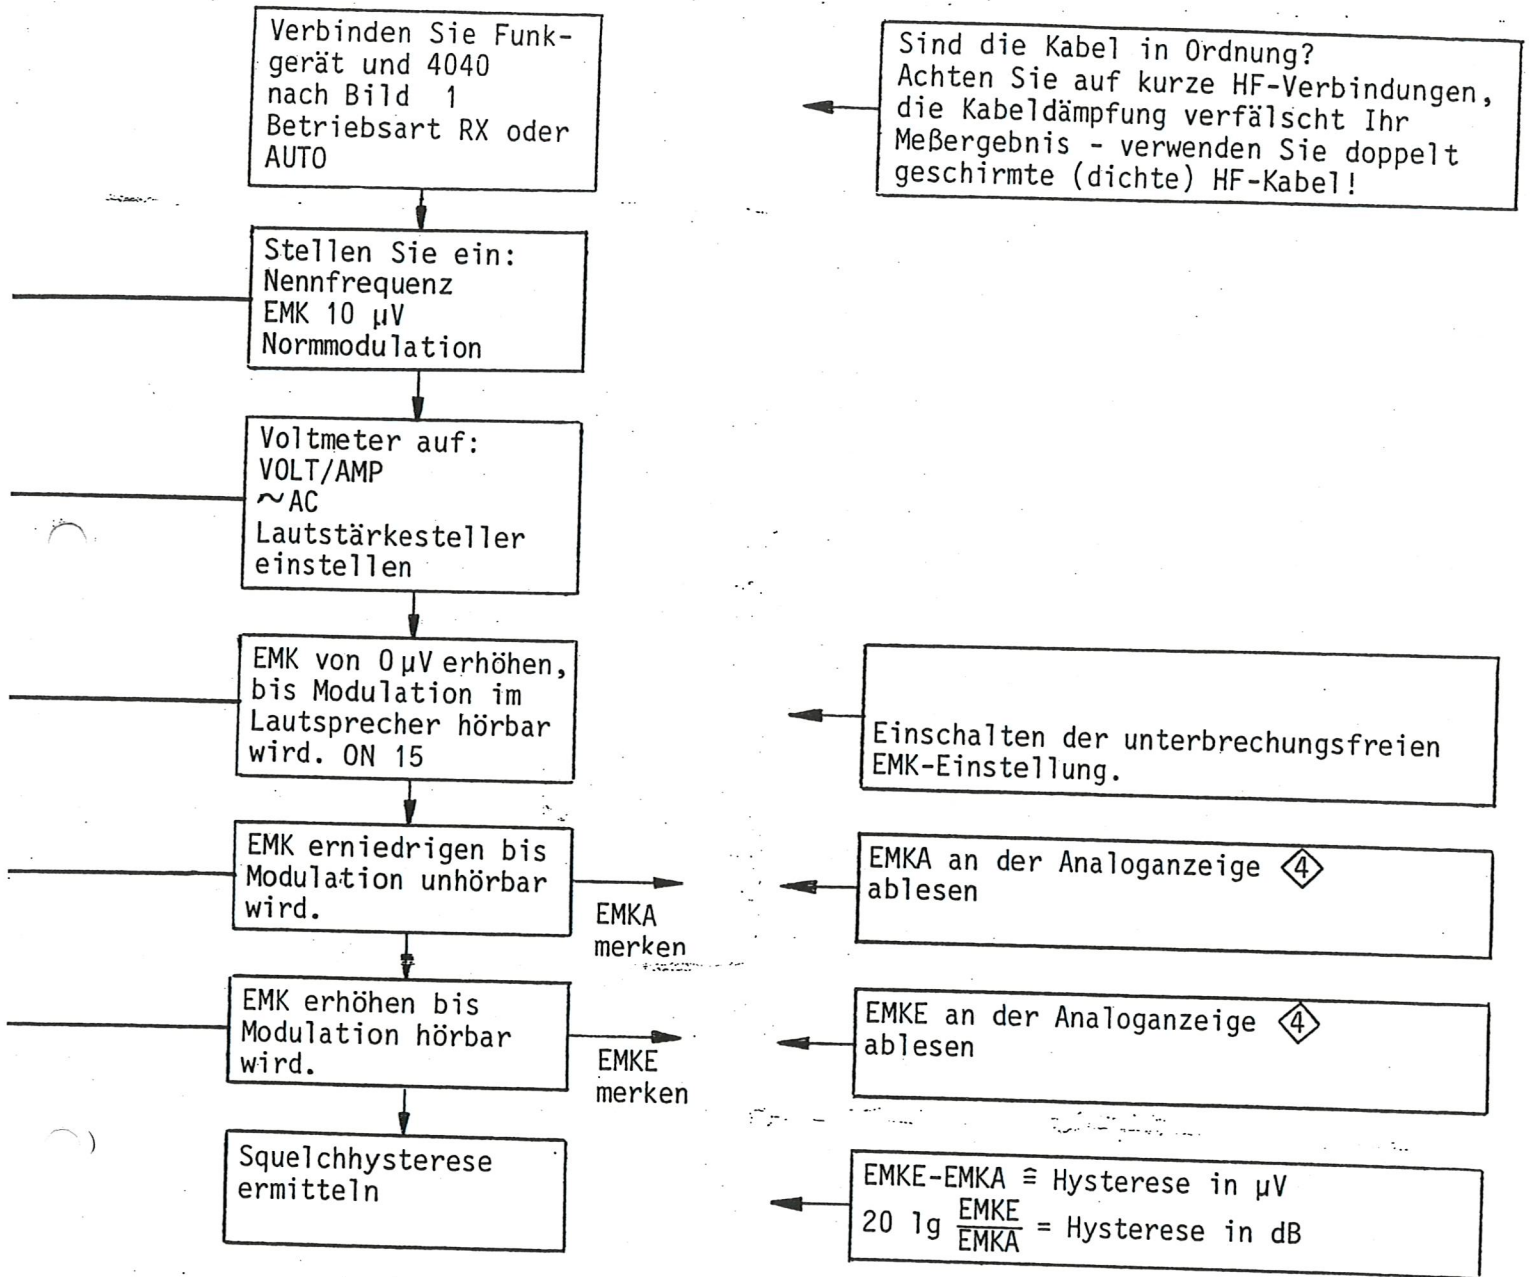 Verbinden Sie Funk-
gerät und 4040
nach Bild 1
Betriebsart RX oder
AUTO
Sind die Kabel in Ordnung?
Achten Sie auf kurze HF-Verbindungen,
die Kabeldämpfung verfälscht Ihr
Meßergebnis - verwenden Sie doppelt
geschirmte (dichte) HF-Kabel!
Stellen Sie ein:
Nennfrequenz
EMK 10 µV
Normmodulation
Voltmeter auf:
VOLT/AMP
~AC
Lautstärkesteller
einstellen
EMK von 0 µV erhöhen,
bis Modulation im
Lautsprecher hörbar
wird. ON 15
Einschalten der unterbrechungsfreien
EMK-Einstellung.
EMK erniedrigen bis
Modulation unhörbar
wird.
EMKA
merken
EMKA an der Analoganzeige 4
ablesen
EMK erhöhen bis
Modulation hörbar
wird.
EMKE
merken
EMKE an der Analoganzeige 4
ablesen
Squelchhysterese
ermitteln
EMKE-EMKA ≙ Hysterese in µV
20 lg EMKE/EMKA = Hysterese in dB